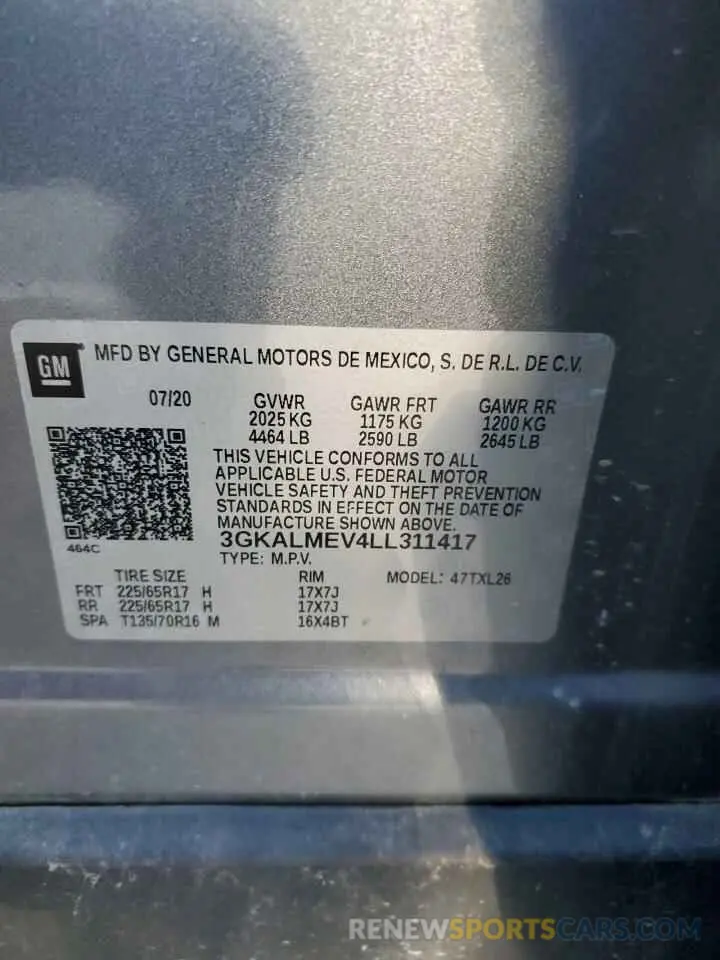 GM MFD BY GENERAL MOTORS DE MEXICO, S. DE R.L. DE C.V.
07/20 GVWR GAWR FRT GAWR RR
2025 KG 1175 KG 1200 KG
4464 LB 2590 LB 2645 LB
THIS VEHICLE CONFORMS TO ALL
APPLICABLE U.S. FEDERAL MOTOR
VEHICLE SAFETY AND THEFT PREVENTION
STANDARDS IN EFFECT ON THE DATE OF
MANUFACTURE SHOWN ABOVE.
464C
3GKALMEV4LL311417
TYPE: M.P.V.
TIRE SIZE RIM MODEL: 47TXL26
FRT 225/65R17 H 17X7J
RR 225/65R17 H 17X7J
SPA T135/70R16 M 16X4BT
RENEWSPORTSCARS.COM